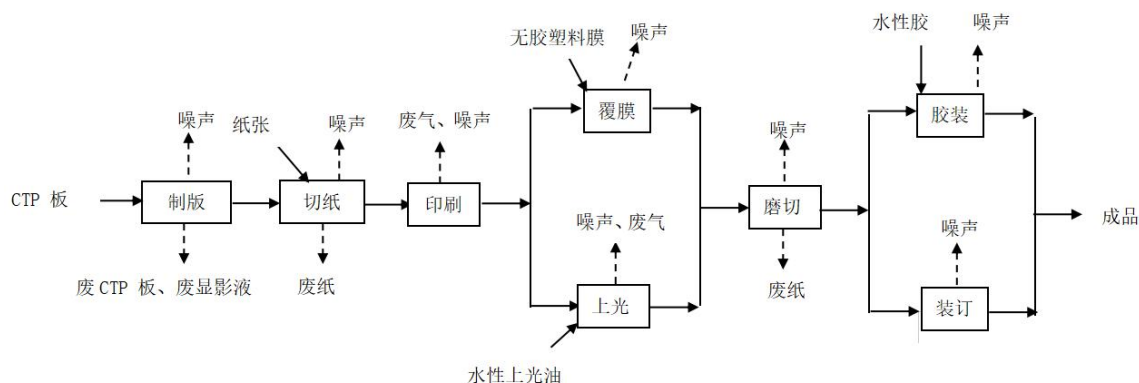 水性胶
噪声
无胶塑料膜
噪声
覆膜
胶装
噪声
纸张
噪声
废气、噪声
噪声
CTP 板
制版
切纸
印刷
磨切
成品
噪声、废气
噪声
废CTP 板、废显影液
废纸
废纸
上光
装订
水性上光油